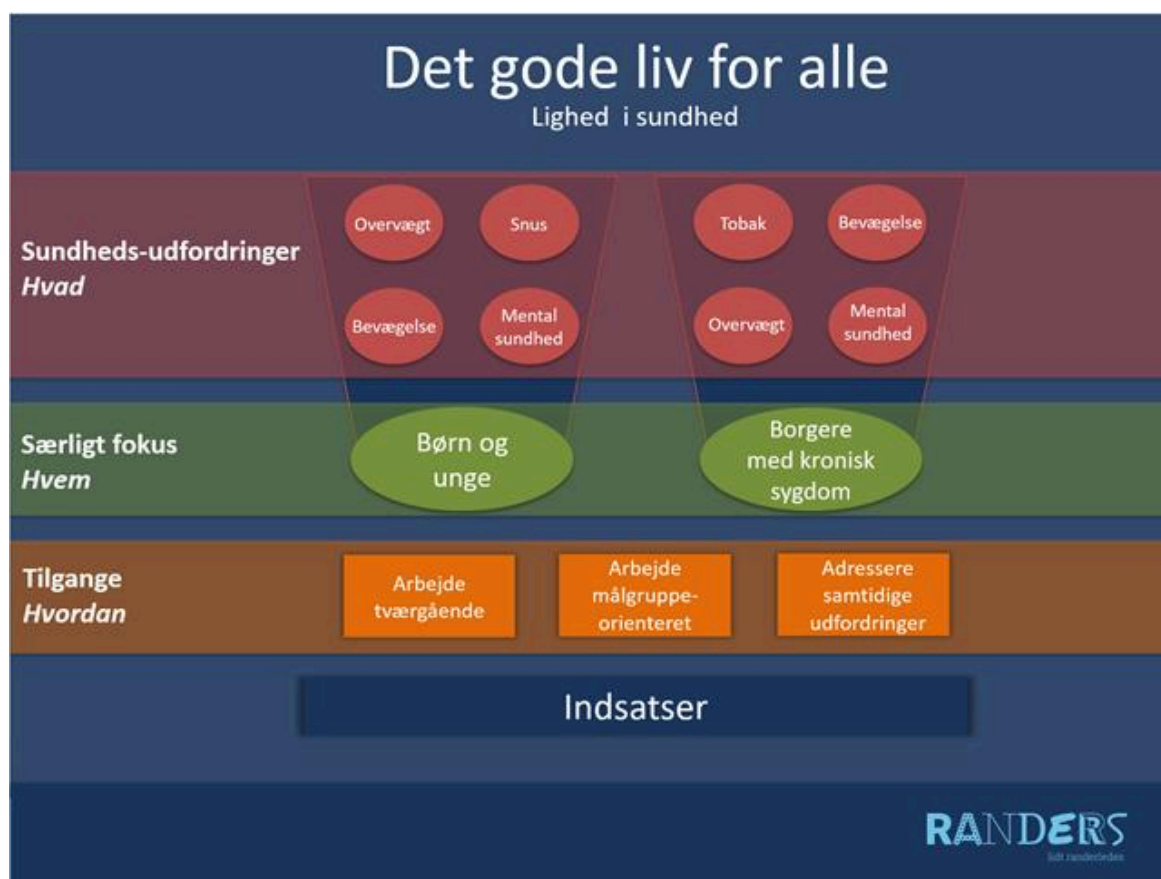 Det gode liv for alle
Lighed i sundhed
Sundheds-udfordringer
Hvad
Overvægt
Snus
Bevægelse
Mental
sundhed
Tobak
Bevægelse
Overvægt
Mental
sundhed
Særligt fokus
Hvem
Børn og
unge
Borgere
med kronisk
sygdom
Tilgange
Hvordan
Arbejde
tværgående
Arbejde
målgruppe-
orienteret
Adressere
samtidige
udfordringer
Indsatser
RANDERS